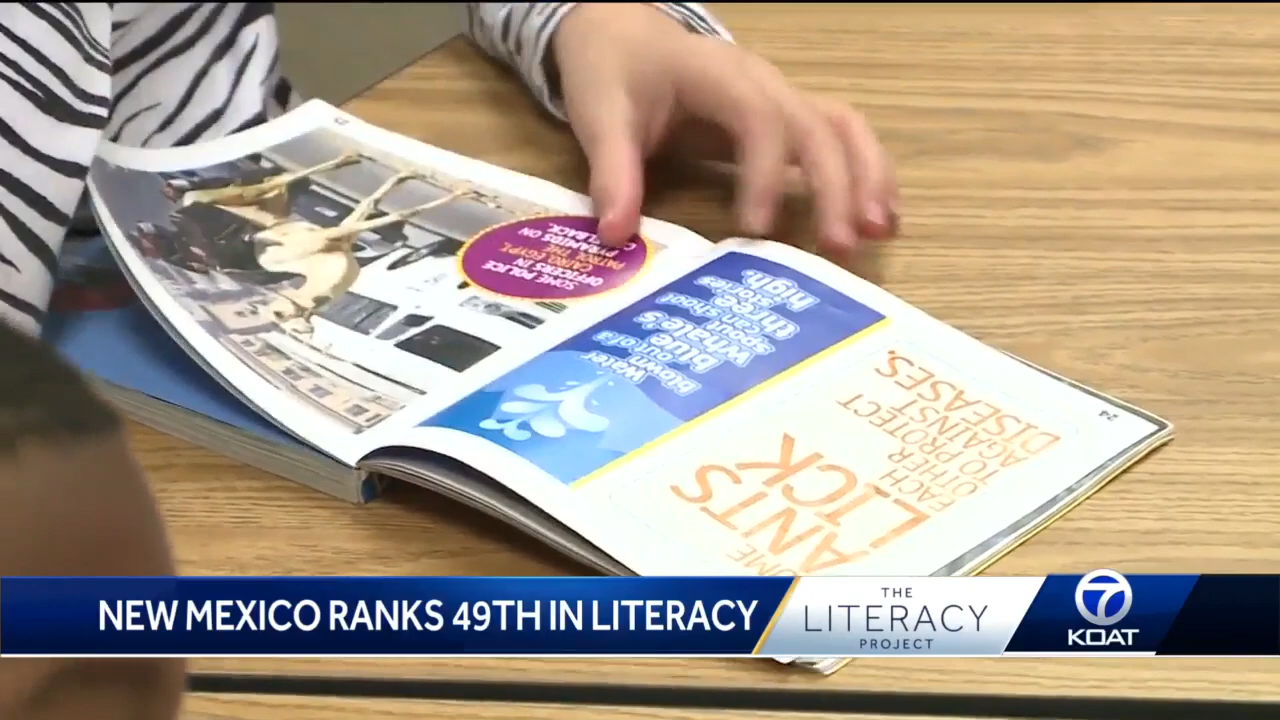 SOME POLICE
OFFICERS IN
CAIRO, EGYPT,
PATROL THE
PYRAMIDS ON
Water
blown out of a
blue
whale's
spout can shoot
three
stories
high.
ANTS
LICK
EACH
OTHER
TO PROTECT
AGAINST
DISEASES.
24
NEW MEXICO RANKS 49TH IN LITERACY
THE
LITERACY
PROJECT
7
KOAT